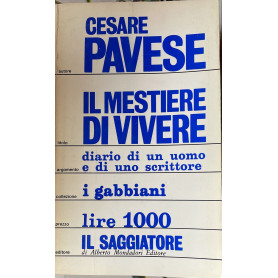 CESARE
PAVESE
autore
IL MESTIERE
DI VIVERE
titolo
diario di un uomo
e di uno scrittore
argomento
i gabbiani
collezione
lire 1000
prezzo
IL SAGGIATORE
di Alberto Mondadori Editore
editore